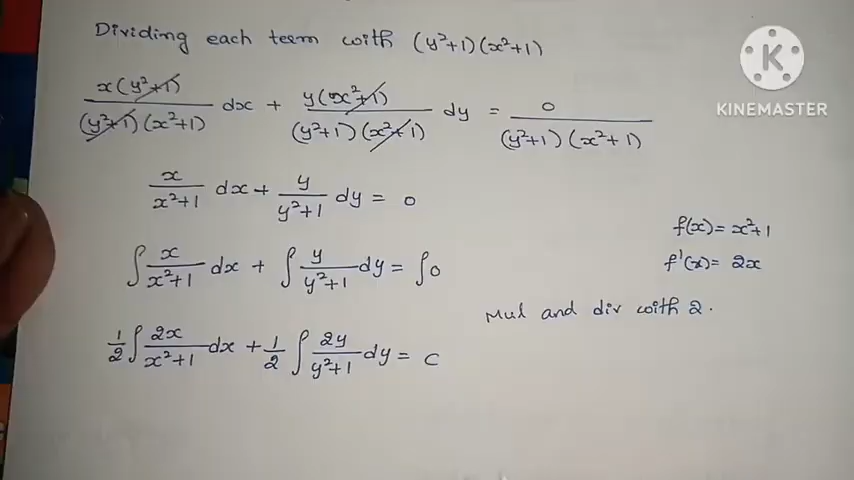 Dividing each term with (y²+1)(x²+1)
x(y²+1)/(y²+1)(x²+1) dx + y(x²+1)/(y²+1)(x²+1) dy = 0/(y²+1)(x²+1)
KINEMASTER
x/x²+1 dx + y/y²+1 dy = 0
f(x) = x²+1
∫ x/x²+1 dx + ∫ y/y²+1 dy = ∫0
f'(x) = 2x
Mul and div with 2.
1/2 ∫ 2x/x²+1 dx + 1/2 ∫ 2y/y²+1 dy = C